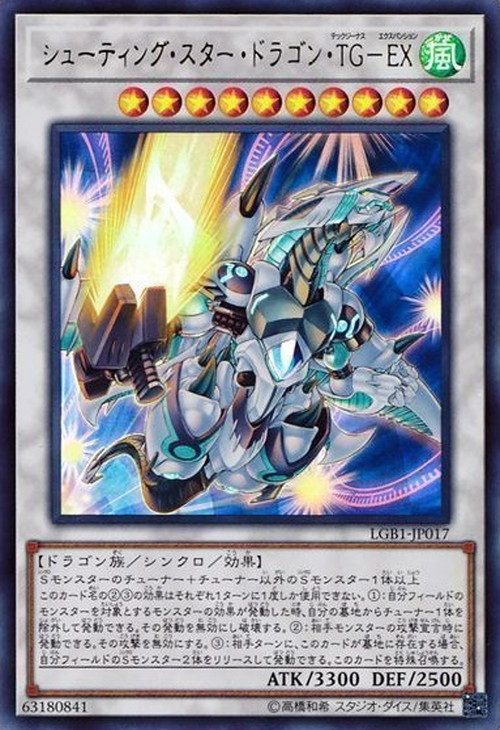 テックジーナス エクスパンション
シューティング・スター・ドラゴン・TG－EX
風
LGB1-JP017
【ドラゴン族／シンクロ／効果】
Sモンスターのチューナー＋チューナー以外のSモンスター1体以上
このカード名の②③の効果はそれぞれ1ターンに1度しか使用できない。①：自分フィールドの
モンスターを対象とするモンスターの効果が発動した時、自分の墓地からチューナー1体を
除外して発動できる。その発動を無効にし破壊する。②：相手モンスターの攻撃宣言時に
発動できる。その攻撃を無効にする。③：相手ターンに、このカードが墓地に存在する場合、
自分フィールドのSモンスター2体をリリースして発動できる。このカードを特殊召喚する。
ATK/3300 DEF/2500
63180841
©高橋和希 スタジオ・ダイス/集英社